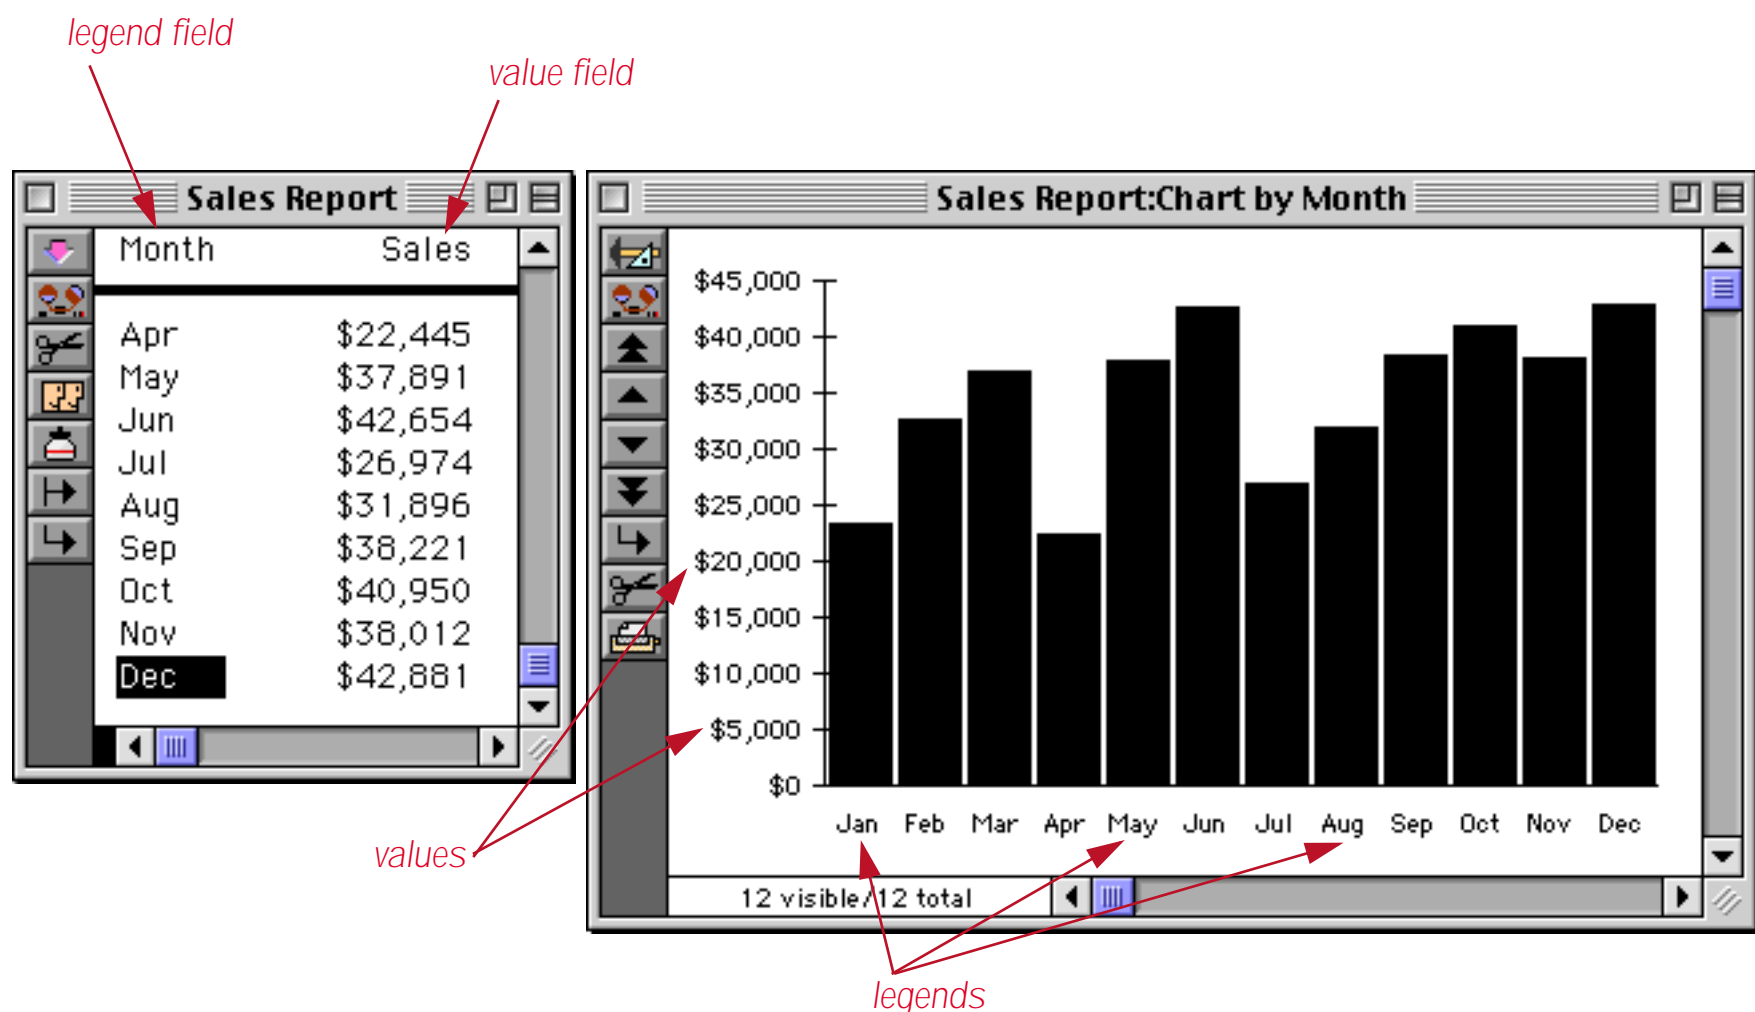 legend field
value field
Sales Report
Month Sales
Apr $22,445
May $37,891
Jun $42,654
Jul $26,974
Aug $31,896
Sep $38,221
Oct $40,950
Nov $38,012
Dec $42,881
Sales Report:Chart by Month
$45,000
$40,000
$35,000
$30,000
$25,000
$20,000
$15,000
$10,000
$5,000
$0
Jan Feb Mar Apr May Jun Jul Aug Sep Oct Nov Dec
12 visible/12 total
values
legends